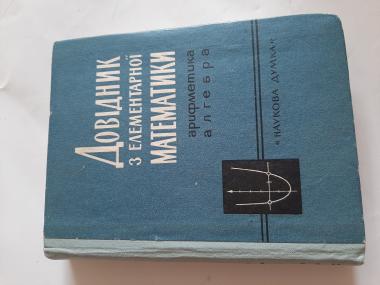 ДОВІДНИК
З ЕЛЕМЕНТАРНОЇ
МАТЕМАТИКИ
арифметика
алгебра
«НАУКОВА ДУМКА»